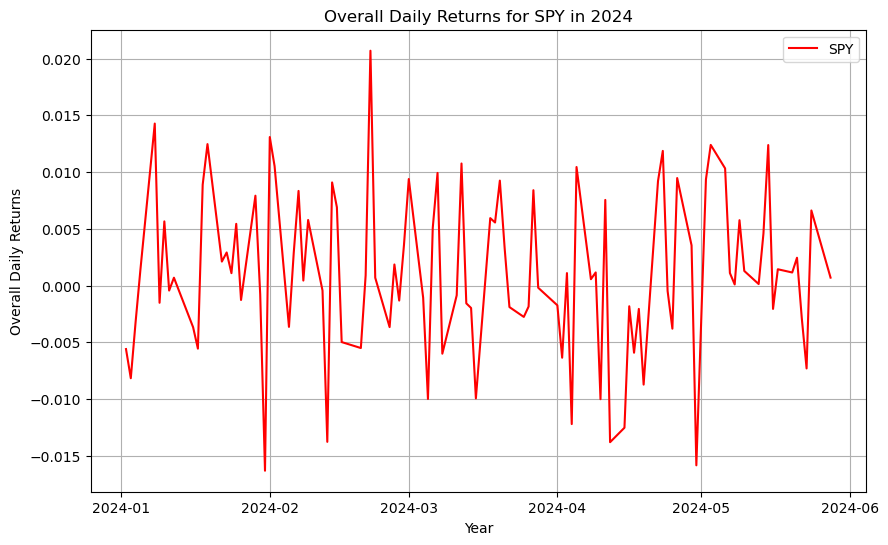 Overall Daily Returns for SPY in 2024
SPY
Overall Daily Returns
0.020
0.015
0.010
0.005
0.000
−0.005
−0.010
−0.015
2024-01 2024-02 2024-03 2024-04 2024-05 2024-06
Year